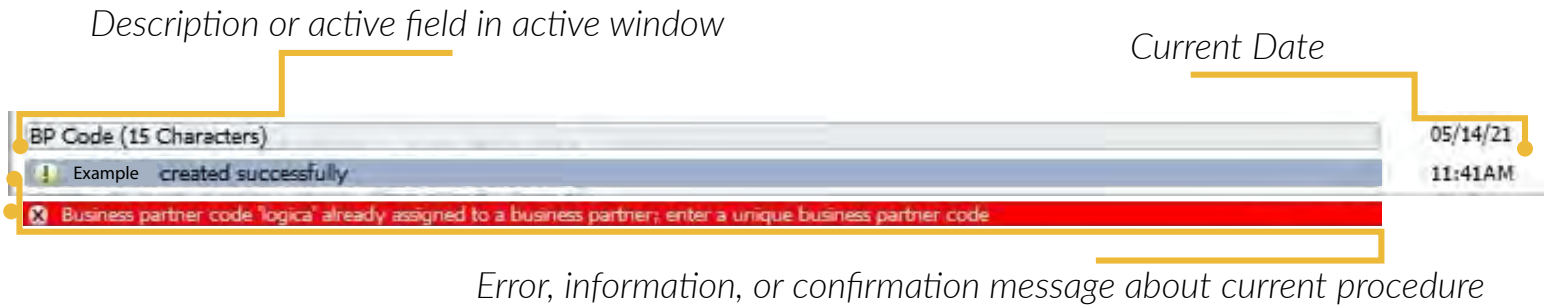 Description or active field in active window
Current Date
BP Code (15 Characters)
05/14/21
Example created successfully
11:41AM
Business partner code 'logica' already assigned to a business partner; enter a unique business partner code
Error, information, or confirmation message about current procedure